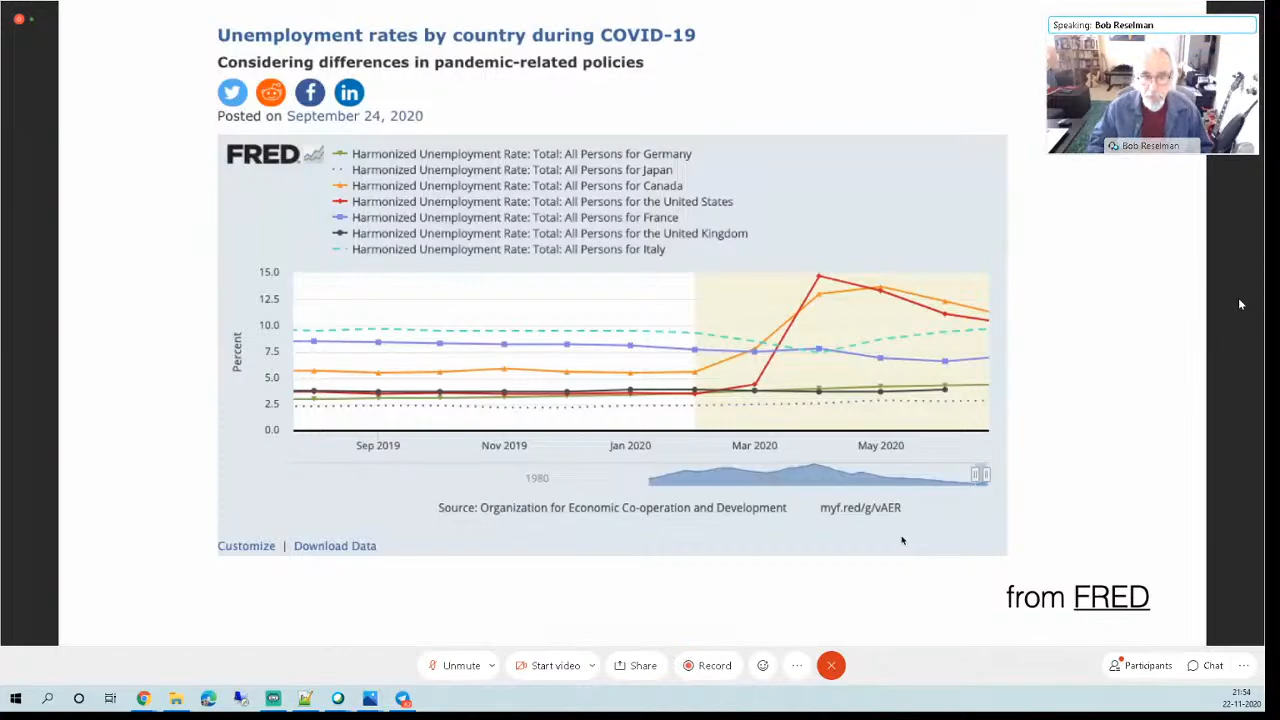 Unemployment rates by country during COVID-19
Considering differences in pandemic-related policies
Posted on September 24, 2020
FRED
Harmonized Unemployment Rate: Total: All Persons for Germany
Harmonized Unemployment Rate: Total: All Persons for Japan
Harmonized Unemployment Rate: Total: All Persons for Canada
Harmonized Unemployment Rate: Total: All Persons for the United States
Harmonized Unemployment Rate: Total: All Persons for France
Harmonized Unemployment Rate: Total: All Persons for the United Kingdom
Harmonized Unemployment Rate: Total: All Persons for Italy
Percent
15.0
12.5
10.0
7.5
5.0
2.5
0.0
Sep 2019 Nov 2019 Jan 2020 Mar 2020 May 2020
1980
Source: Organization for Economic Co-operation and Development myf.red/g/vAER
Customize | Download Data
from FRED
Speaking: Bob Reselman
Bob Reselman
Unmute Start video Share Record Participants Chat
21:54
22-11-2020